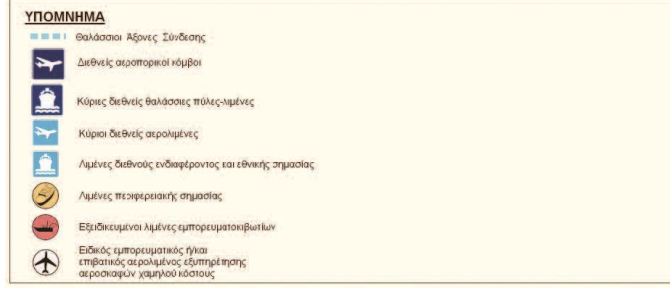 ΥΠΟΜΝΗΜΑ
Θαλάσσιοι Άξονες Σύνδεσης
Διεθνείς αεροπορικοί κόμβοι
Κύριες διεθνείς θαλάσσιες πύλες-λιμένες
Κύριοι διεθνείς αερολιμένες
Λιμένες διεθνούς ενδιαφέροντος και εθνικής σημασίας
Λιμένες περιφερειακής σημασίας
Εξειδικευμένοι λιμένες εμπορευματοκιβωτίων
Ειδικός εμπορευματικός ή/και
επιβατικός αερολιμένος εξυπηρέτησης
αεροσκαφών χαμηλού κόστους